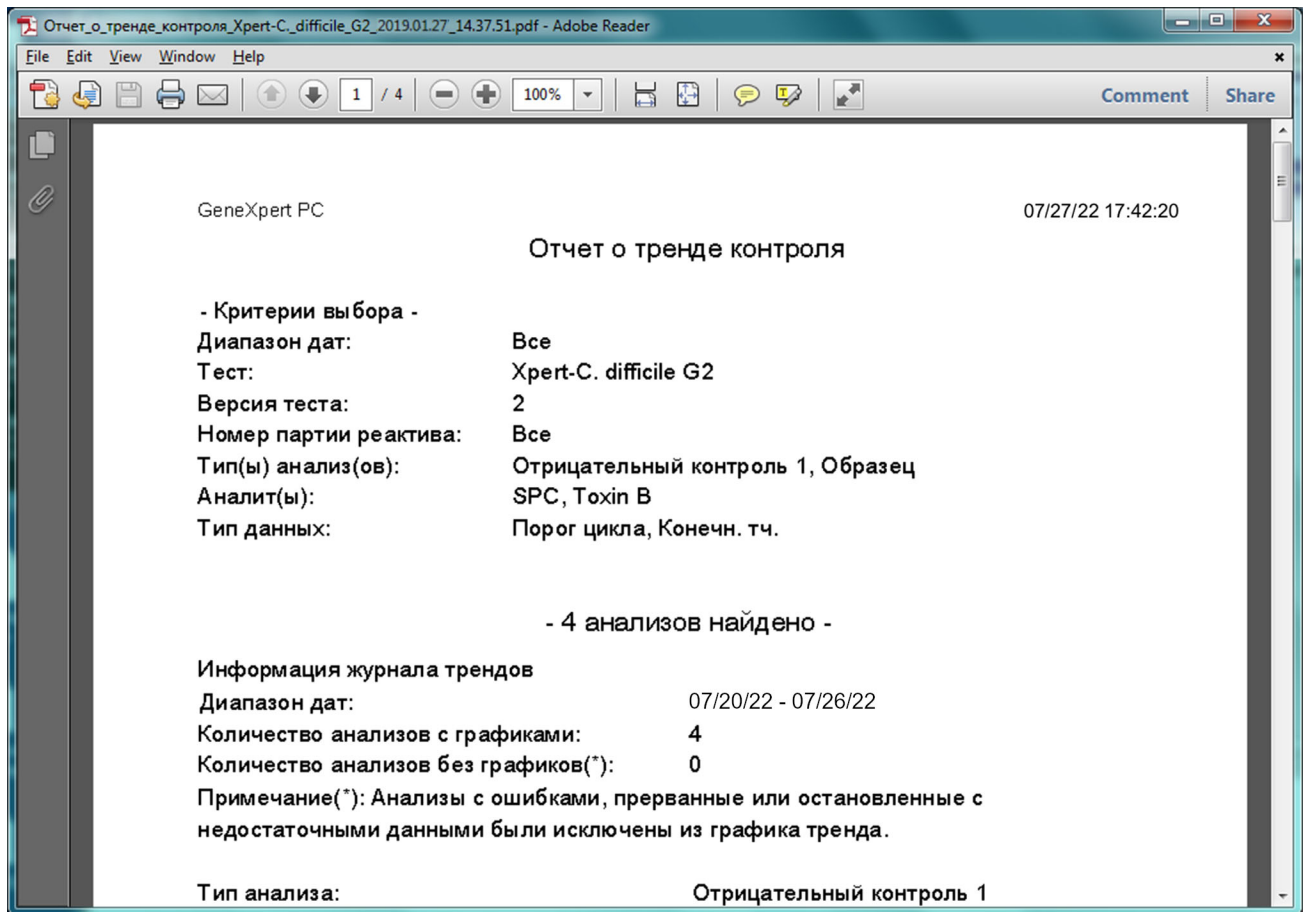 Отчет_о_тренде_контроля_Xpert-C._difficile_G2_2019.01.27_14.37.51.pdf - Adobe Reader
File Edit View Window Help
1 / 4 100% Comment Share
GeneXpert PC 07/27/22 17:42:20
Отчет о тренде контроля
- Критерии выбора -
Диапазон дат: Все
Тест: Xpert-C. difficile G2
Версия теста: 2
Номер партии реактива: Все
Тип(ы) анализ(ов): Отрицательный контроль 1, Образец
Аналит(ы): SPC, Toxin B
Тип данных: Порог цикла, Конечн. тч.
- 4 анализов найдено -
Информация журнала трендов
Диапазон дат: 07/20/22 - 07/26/22
Количество анализов с графиками: 4
Количество анализов без графиков(*): 0
Примечание(*): Анализы с ошибками, прерванные или остановленные с
недостаточными данными были исключены из графика тренда.
Тип анализа: Отрицательный контроль 1